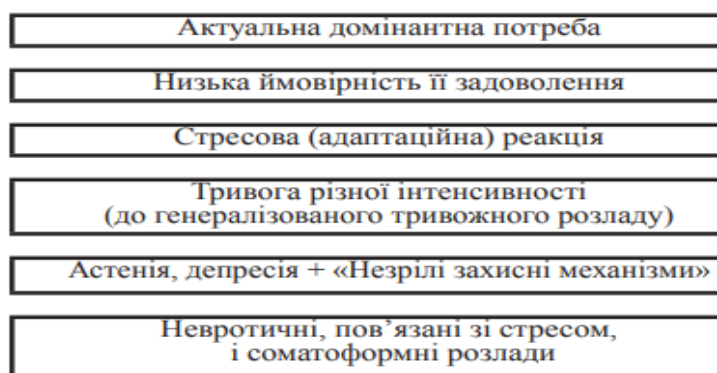 Актуальна домінантна потреба
Низька ймовірність її задоволення
Стресова (адаптаційна) реакція
Тривога різної інтенсивності
(до генералізованого тривожного розладу)
Астенія, депресія + «Незрілі захисні механізми»
Невротичні, пов’язані зі стресом,
і соматоформні розлади